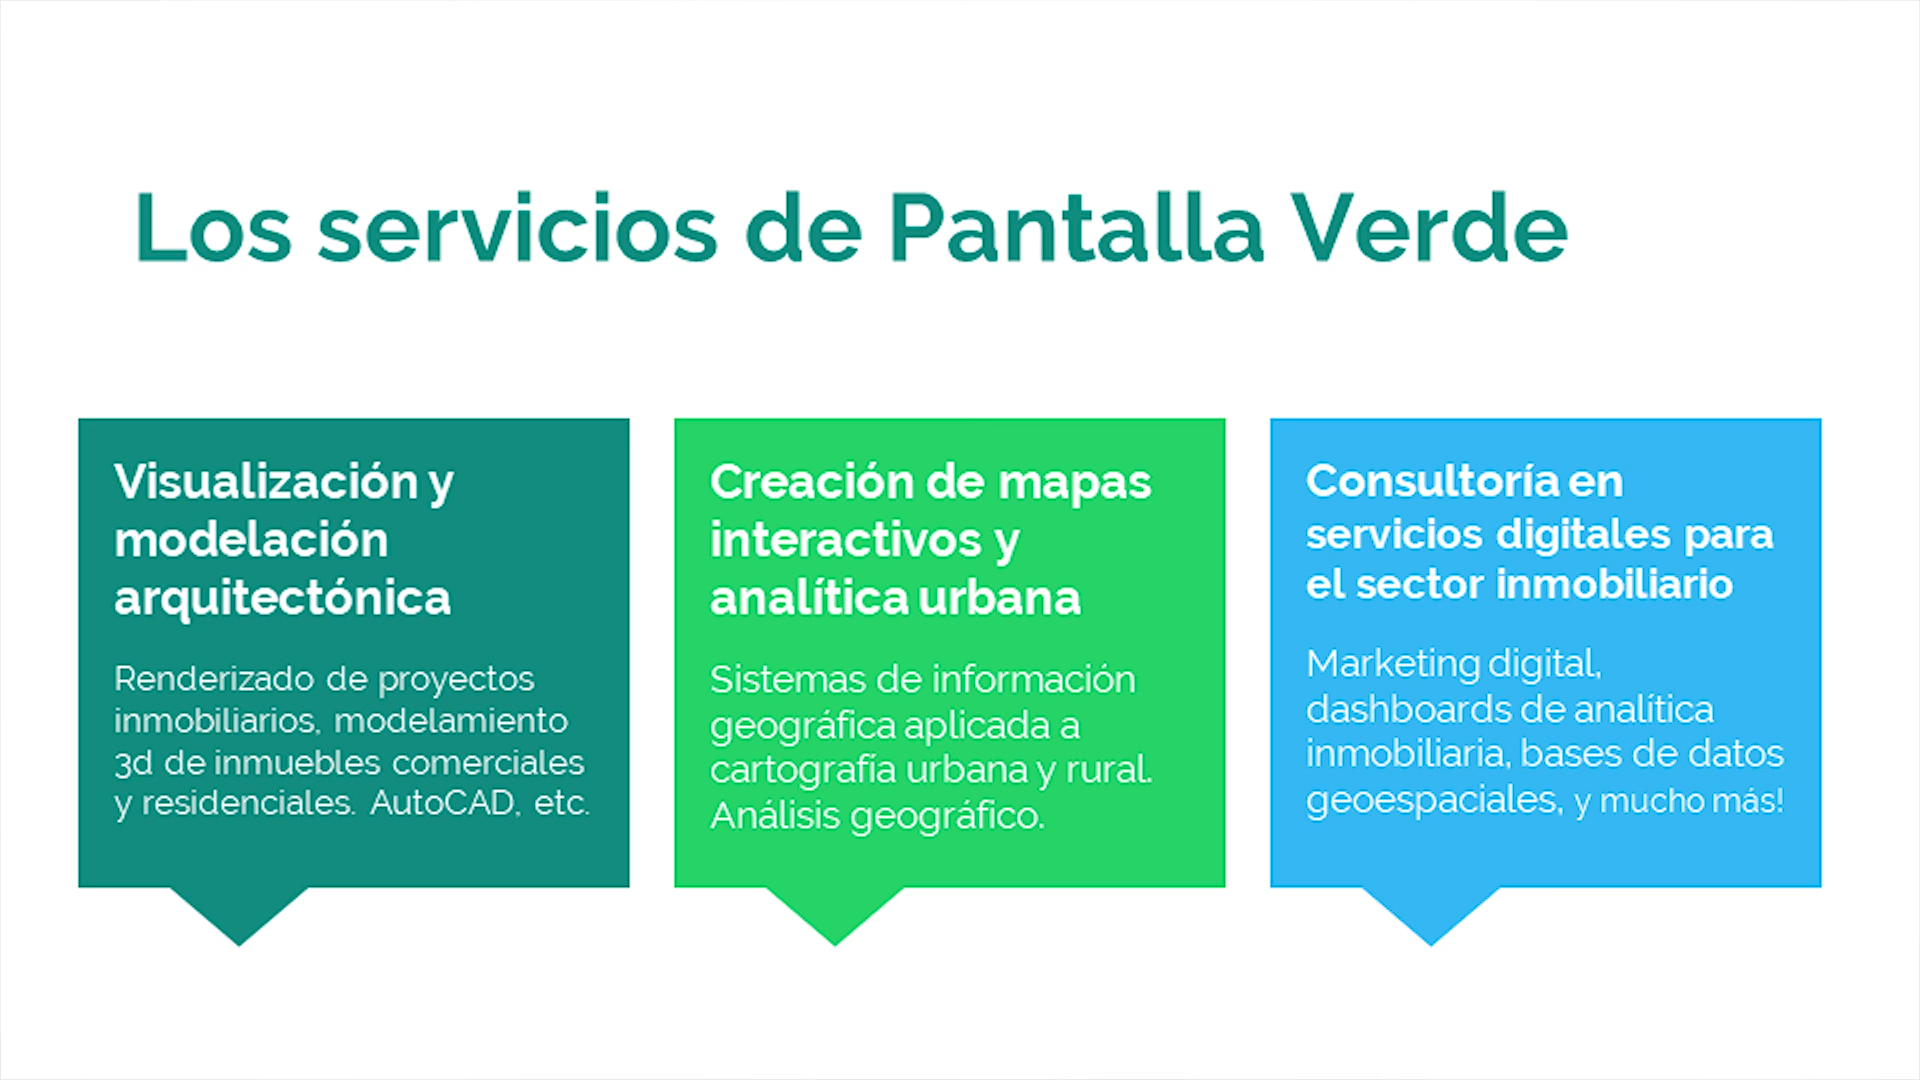 Los servicios de Pantalla Verde
Visualización y
modelación
arquitectónica
Renderizado de proyectos
inmobiliarios, modelamiento
3d de inmuebles comerciales
y residenciales. AutoCAD, etc.
Creación de mapas
interactivos y
analítica urbana
Sistemas de información
geográfica aplicada a
cartografía urbana y rural.
Análisis geográfico.
Consultoría en
servicios digitales para
el sector inmobiliario
Marketing digital,
dashboards de analítica
inmobiliaria, bases de datos
geoespaciales, y mucho más!